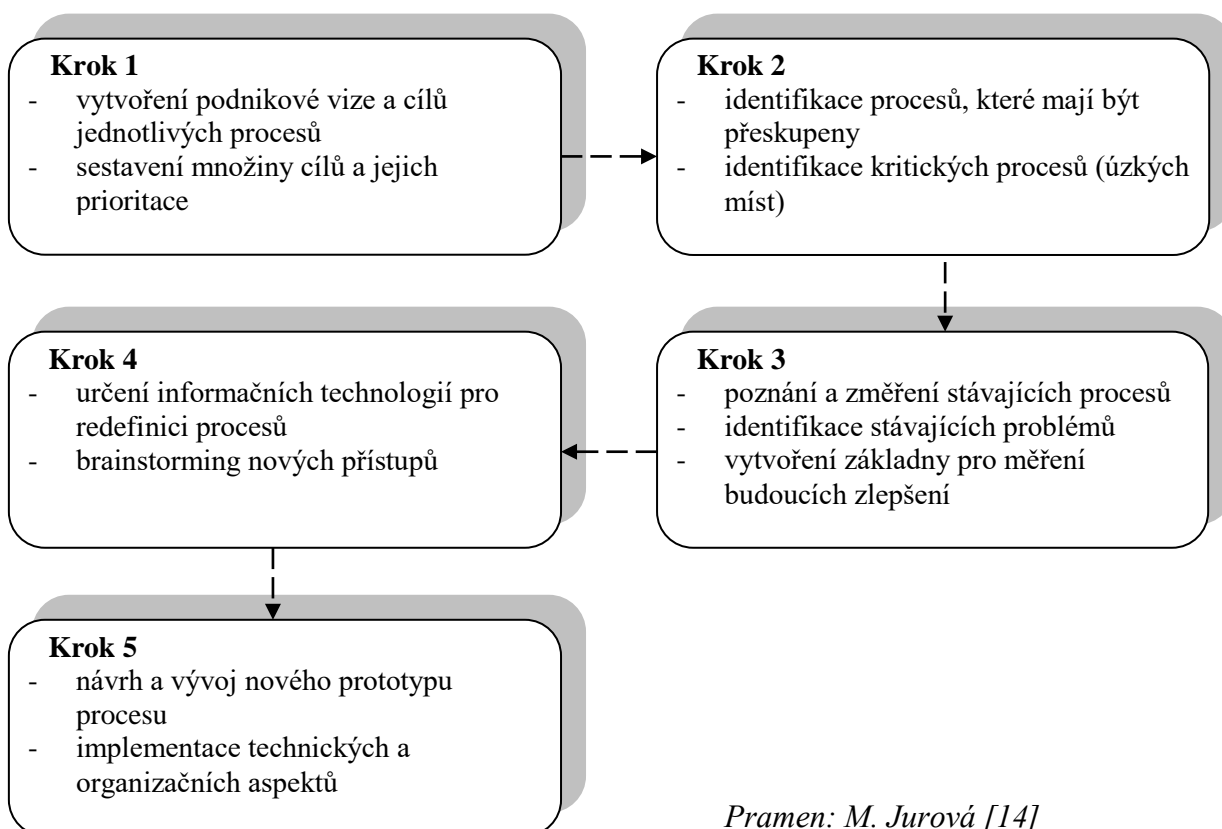 Krok 1
- vytvoření podnikové vize a cílů
jednotlivých procesů
- sestavení množiny cílů a jejich
prioritace
Krok 2
- identifikace procesů, které mají být
přeskupeny
- identifikace kritických procesů (úzkých
míst)
Krok 3
- poznání a změření stávajících procesů
- identifikace stávajících problémů
- vytvoření základny pro měření
budoucích zlepšení
Krok 4
- určení informačních technologií pro
redefinici procesů
- brainstorming nových přístupů
Krok 5
- návrh a vývoj nového prototypu
procesu
- implementace technických a
organizačních aspektů
Pramen: M. Jurová [14]